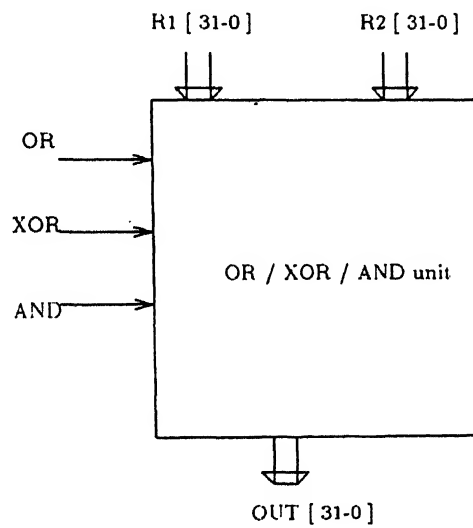 R1 [ 31-0 ] R2 [ 31-0 ]
OR
XOR
OR / XOR / AND unit
AND
OUT [ 31-0 ]